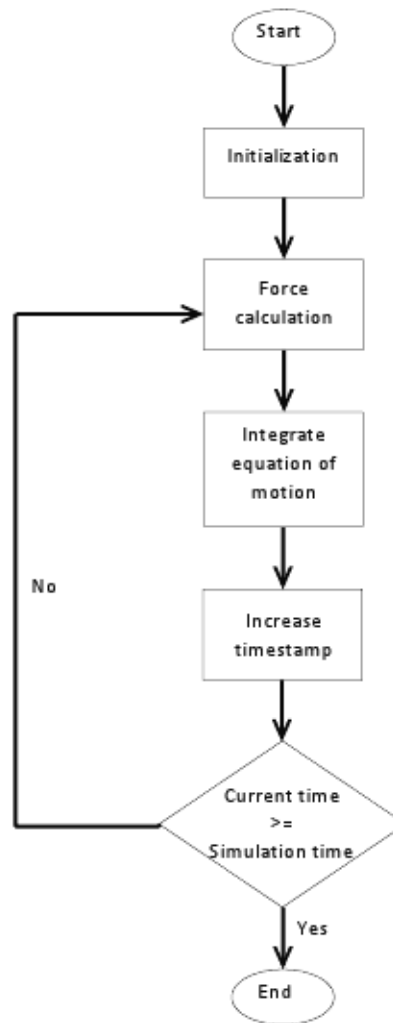 Start
Initialization
Force
calculation
Integrate
equation of
motion
No
Increase
timestamp
Current time
>=
Simulation time
Yes
End